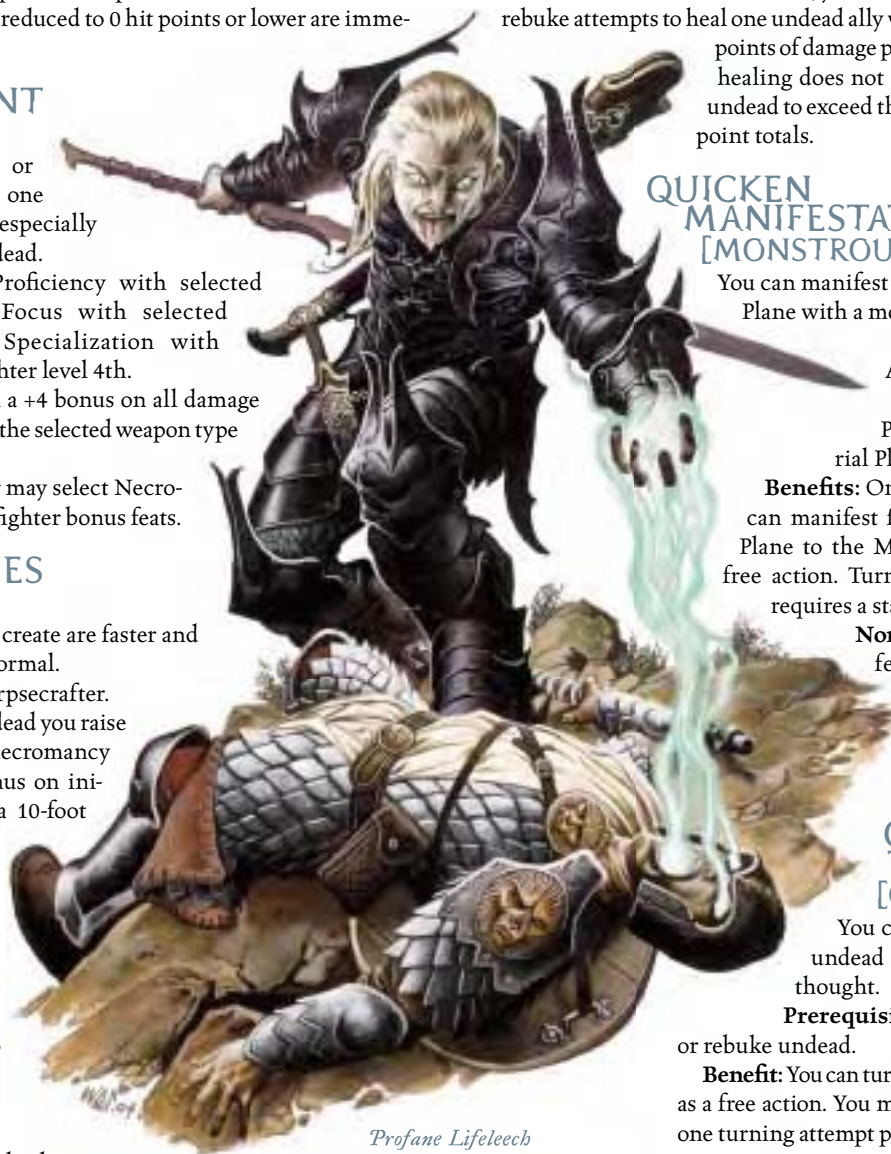 reduced to 0 hit points or lower are imme-
NT
or
one
especially
dead.
Proficiency with selected
Focus with selected
Specialization with
hter level 4th.
a +4 bonus on all damage
the selected weapon type
may select Necro-
fighter bonus feats.
ES
create are faster and
ormal.
rpsecrafter.
dead you raise
necromancy
nus on ini-
a 10-foot
rebuke attempts to heal one undead ally
points of damage p
healing does not
undead to exceed th
point totals.
QUICKEN
MANIFESTA
[MONSTROU
You can manifest
Plane with a m
rial Pl
Benefits: On
can manifest f
Plane to the M
free action. Turn
requires a sta
Nor
fe
You c
undead
thought.
Prerequisi
or rebuke undead.
Benefit: You can tur
as a free action. You m
one turning attempt p
Profane Lifeleech